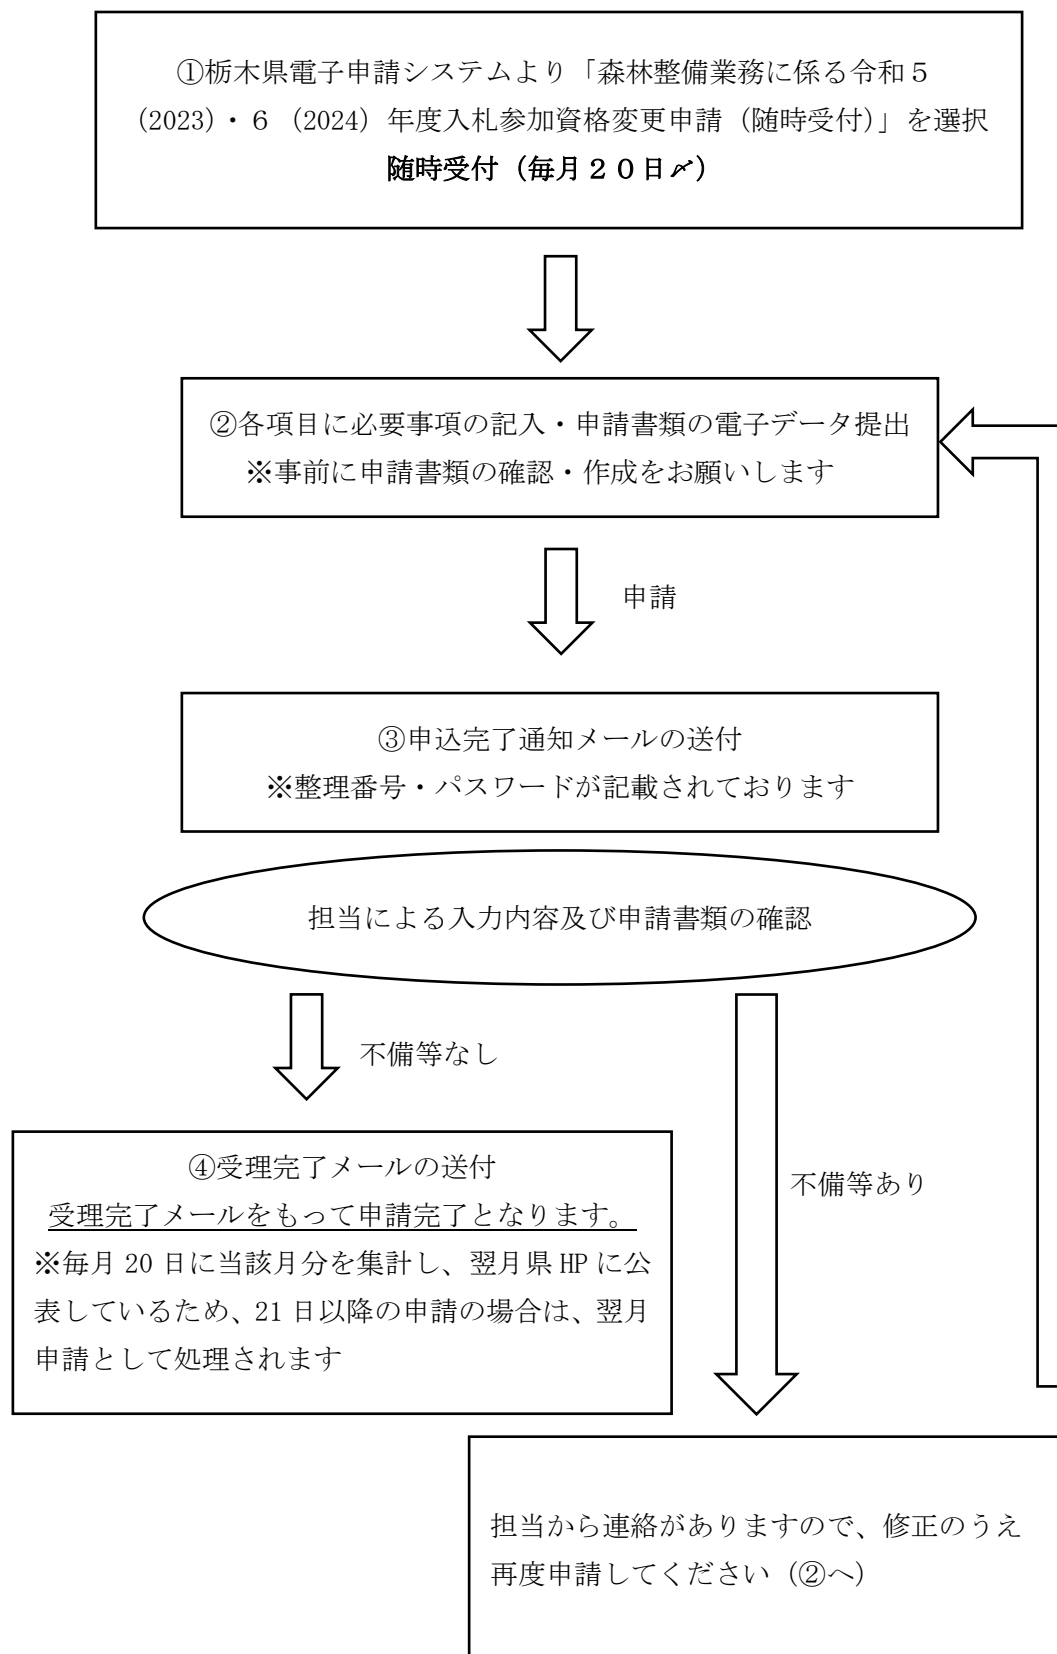 ①栃木県電子申請システムより「森林整備業務に係る令和５
(2023)・６ (2024) 年度入札参加資格変更申請（随時受付）」を選択
随時受付（毎月２０日〆）
②各項目に必要事項の記入・申請書類の電子データ提出
※事前に申請書類の確認・作成をお願いします
申請
③申込完了通知メールの送付
※整理番号・パスワードが記載されております
担当による入力内容及び申請書類の確認
不備等なし
④受理完了メールの送付
受理完了メールをもって申請完了となります。
※毎月 20 日に当該月分を集計し、翌月県 HP に公
表しているため、21 日以降の申請の場合は、翌月
申請として処理されます
不備等あり
担当から連絡がありますので、修正のうえ
再度申請してください（②へ）